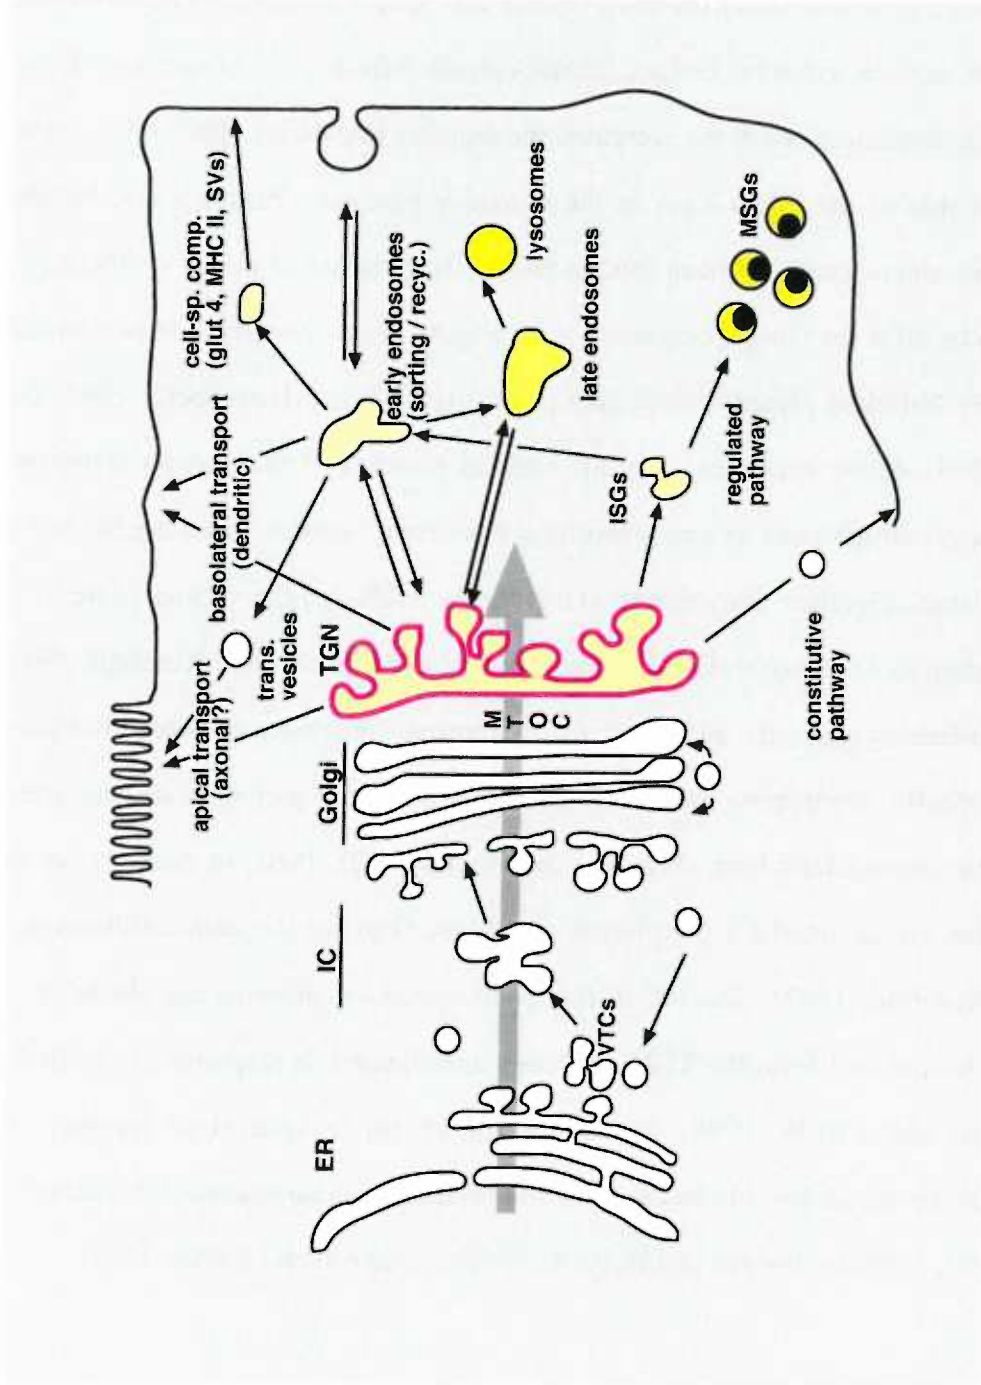 ER
IC
Golgi
TGN
VTCs
M
T
O
C
apical transport
(axonal?)
trans.
vesicles
basolateral transport
(dendritic)
cell-sp. comp.
(glut 4, MHC II, SVs)
early endosomes
(sorting / recyc.)
late endosomes
lysosomes
ISGs
regulated
pathway
MSGs
constitutive
pathway